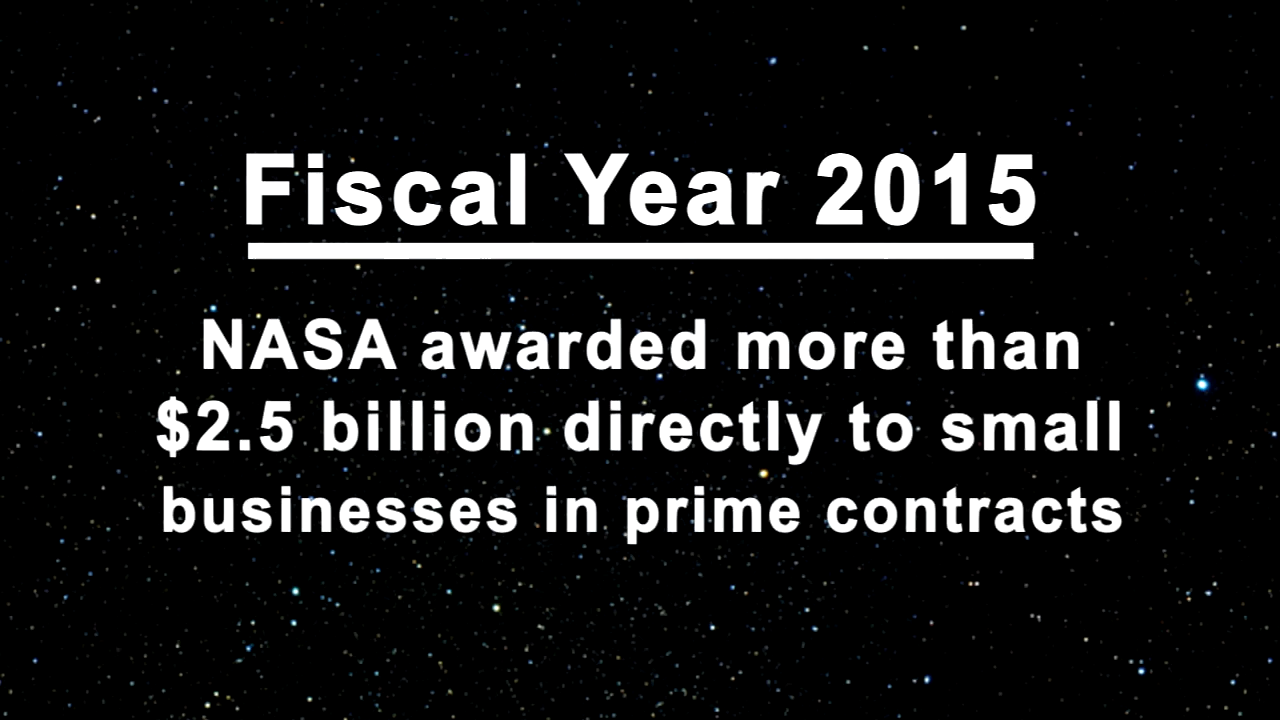 Fiscal Year 2015
NASA awarded more than
$2.5 billion directly to small
businesses in prime contracts